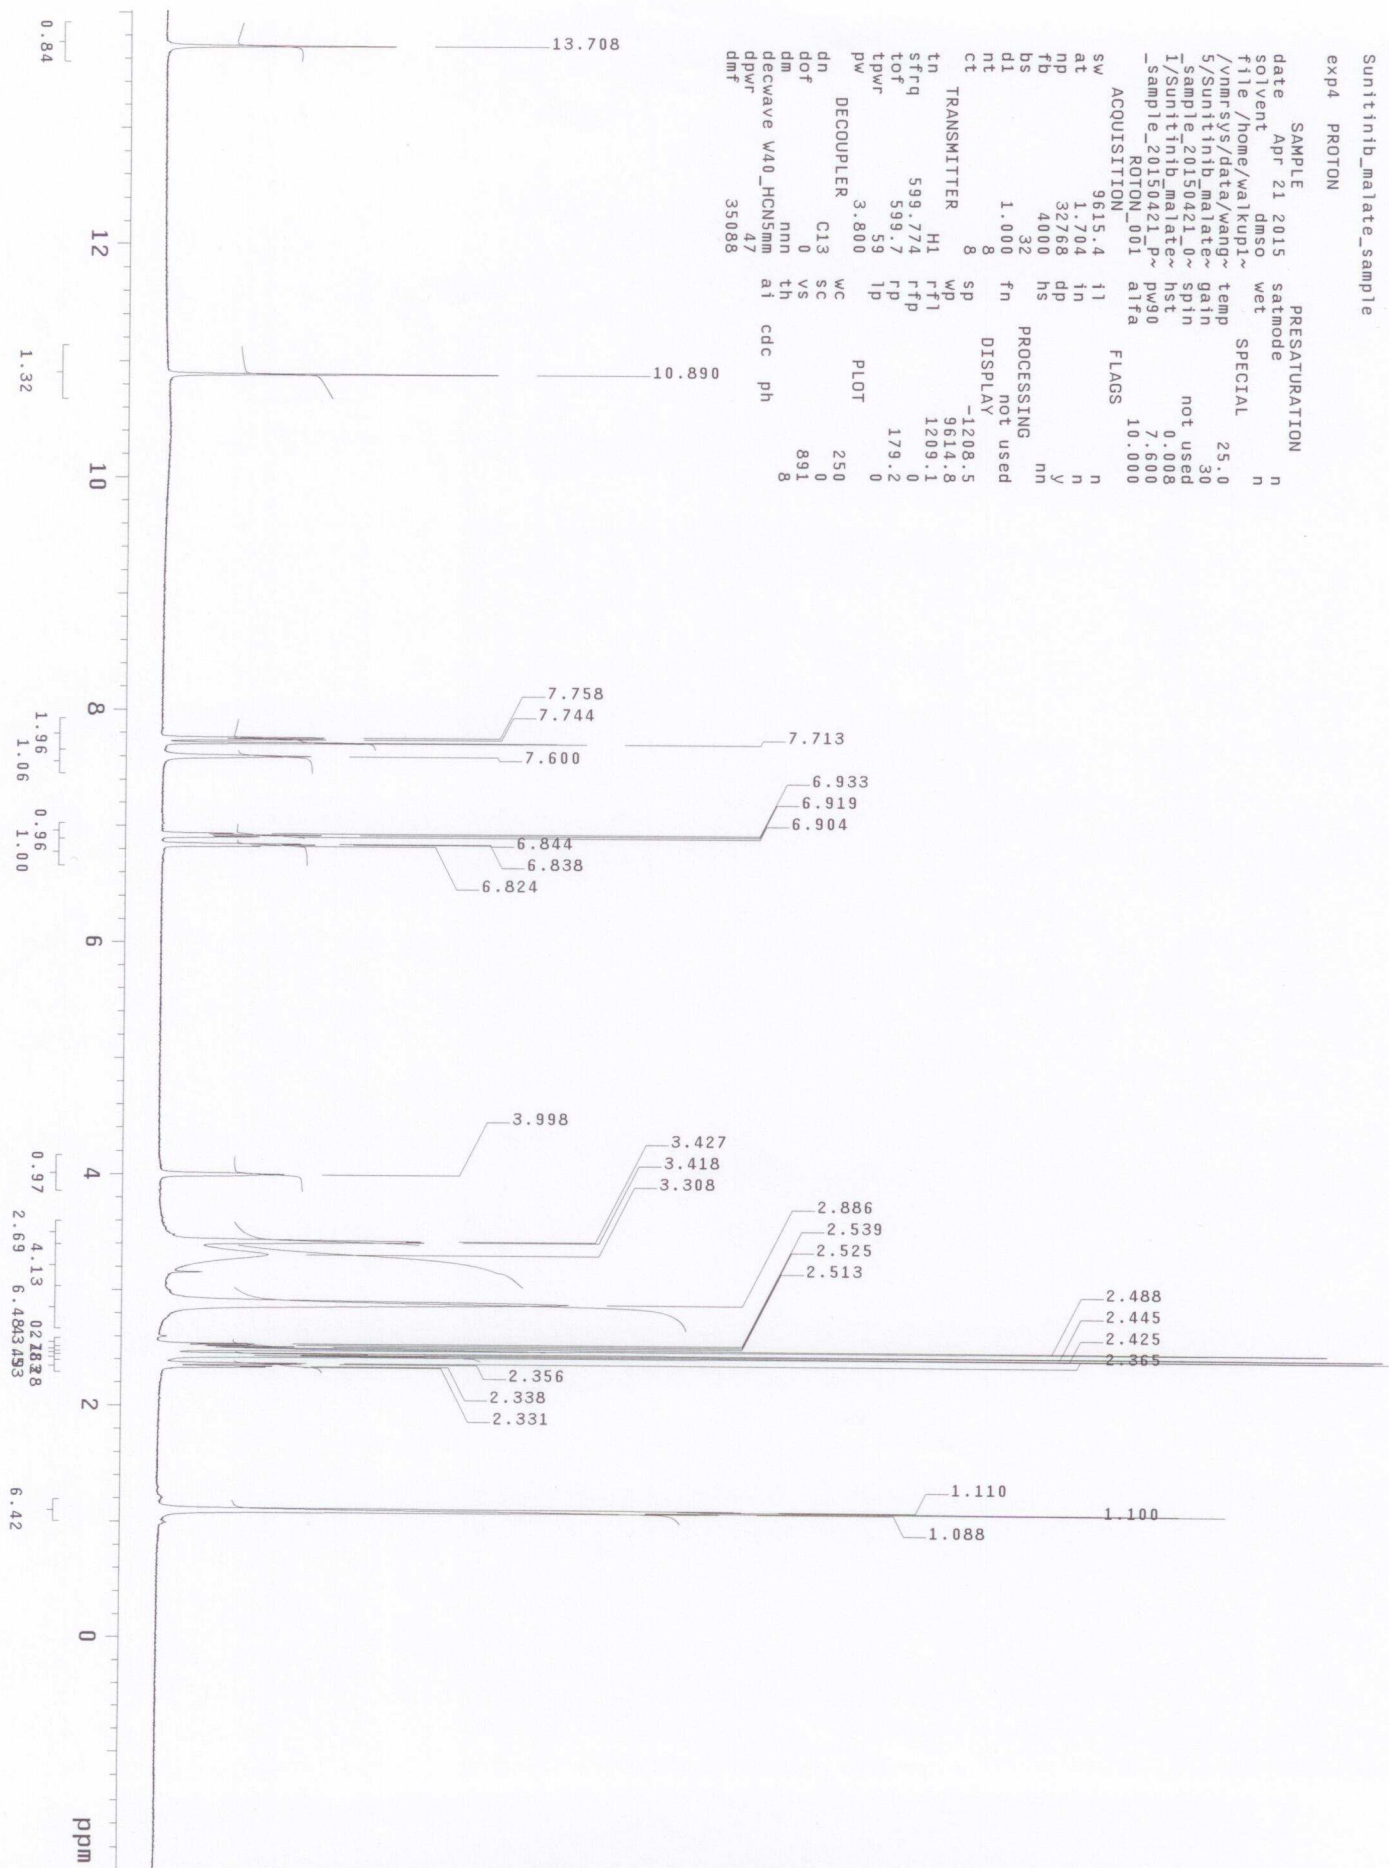 Sunitinib_malate_sample
exp4 PROTON
SAMPLE PRESATURATION
date Apr 21 2015 satmode n
solvent dmso wet n
file /home/walkup1~ SPECIAL
/vnmrsys/data/wang~ temp 25.0
5/Sunitinib_malate~ gain 30
_sample_20150421_0~ spin not used
1/Sunitinib_malate~ hst 0.008
_sample_20150421_P~ pw90 7.600
ROTON_001 alfa 10.000
ACQUISITION FLAGS
sw 9615.4 il n
at 1.704 in n
np 32768 dp y
fb 4000 hs nn
bs 32 PROCESSING
d1 1.000 fn not used
nt 8 DISPLAY
ct 8 sp -1208.5
TRANSMITTER wp 9614.8
tn H1 rfl 1209.1
sfrq 599.774 rfp 0
tof 599.7 rp 179.2
tpwr 59 lp 0
pw 3.800 PLOT
DECOUPLER wc 250
dn C13 sc 0
dof 0 vs 891
dm nnn th 8
decwave W40_HCN5mm ai cdc ph
dpwr 47
dmf 35088
13.708
10.890
7.758
7.744
7.713
7.600
6.933
6.919
6.904
6.844
6.838
6.824
3.998
3.427
3.418
3.308
2.886
2.539
2.525
2.513
2.488
2.445
2.425
2.365
2.356
2.338
2.331
1.110
1.100
1.088
12 10 8 6 4 2 0 ppm
0.84
1.32
1.96
1.06
0.96
1.00
0.97
2.69
4.13
6.42